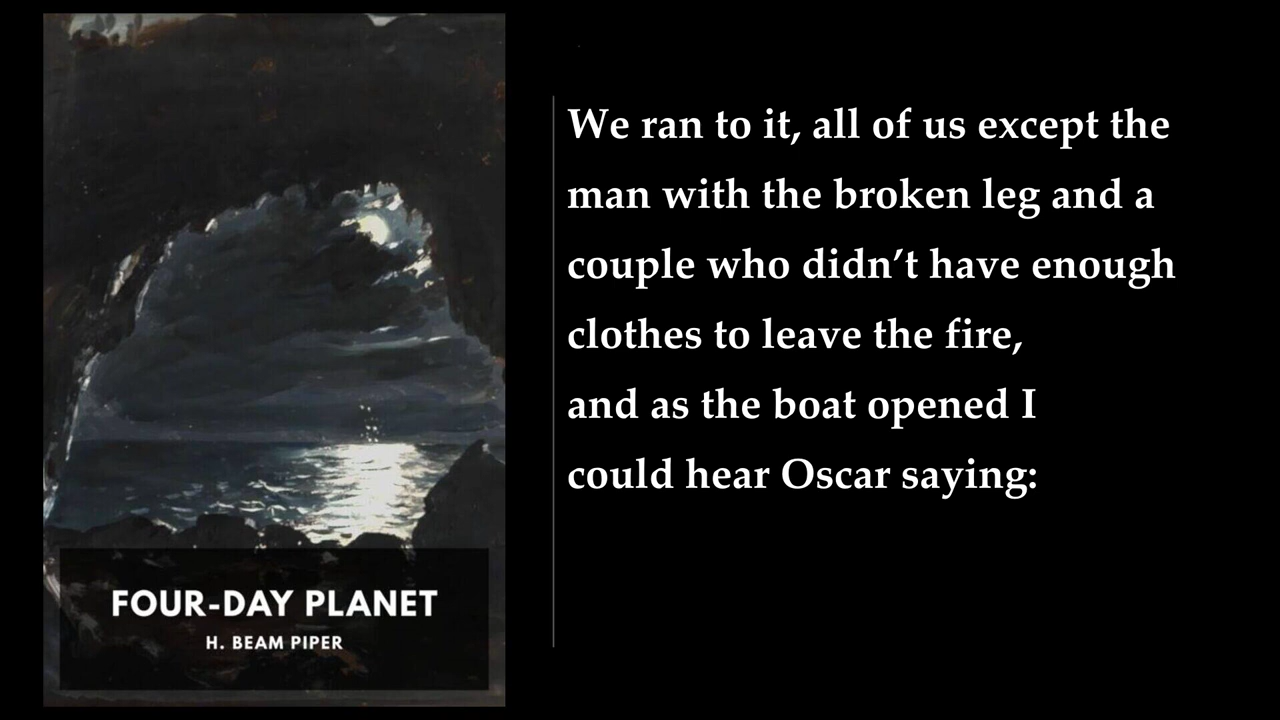 FOUR-DAY PLANET
H. BEAM PIPER
We ran to it, all of us except the
man with the broken leg and a
couple who didn’t have enough
clothes to leave the fire,
and as the boat opened I
could hear Oscar saying: